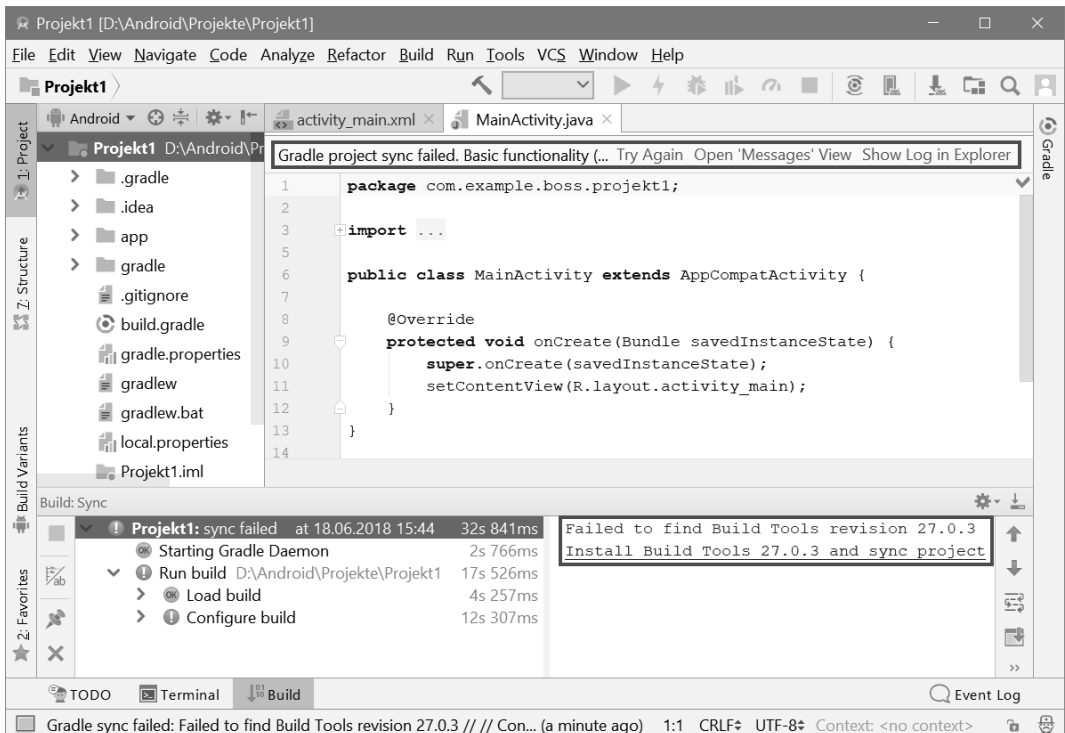 Projekt1 [D:\Android\Projekte\Projekt1]
File Edit View Navigate Code Analyze Refactor Build Run Tools VCS Window Help
Projekt1
1: Project
Z: Structure
Build Variants
2: Favorites
Android
Projekt1 D:\Android\Pr
.gradle
.idea
app
gradle
.gitignore
build.gradle
gradle.properties
gradlew
gradlew.bat
local.properties
Projekt1.iml
activity_main.xml
MainActivity.java
Gradle project sync failed. Basic functionality (... Try Again Open 'Messages' View Show Log in Explorer
1 package com.example.boss.projekt1;
2
3 import ...
5
6 public class MainActivity extends AppCompatActivity {
7
8 @Override
9 protected void onCreate(Bundle savedInstanceState) {
10 super.onCreate(savedInstanceState);
11 setContentView(R.layout.activity_main);
12 }
13 }
14
Gradle
Build: Sync
Projekt1: sync failed at 18.06.2018 15:44 32s 841ms
OK Starting Gradle Daemon 2s 766ms
Run build D:\Android\Projekte\Projekt1 17s 526ms
OK Load build 4s 257ms
Configure build 12s 307ms
Failed to find Build Tools revision 27.0.3
Install Build Tools 27.0.3 and sync project
TODO Terminal Build Event Log
Gradle sync failed: Failed to find Build Tools revision 27.0.3 // // Con... (a minute ago) 1:1 CRLF UTF-8 Context: <no context>